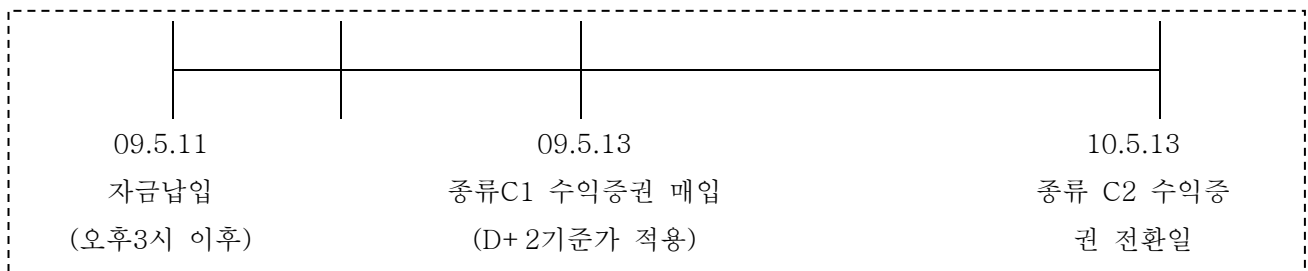 09.5.11 09.5.13 10.5.13
자금납입 종류C1 수익증권 매입 종류 C2 수익증
(오후3시 이후) (D+ 2기준가 적용) 권 전환일